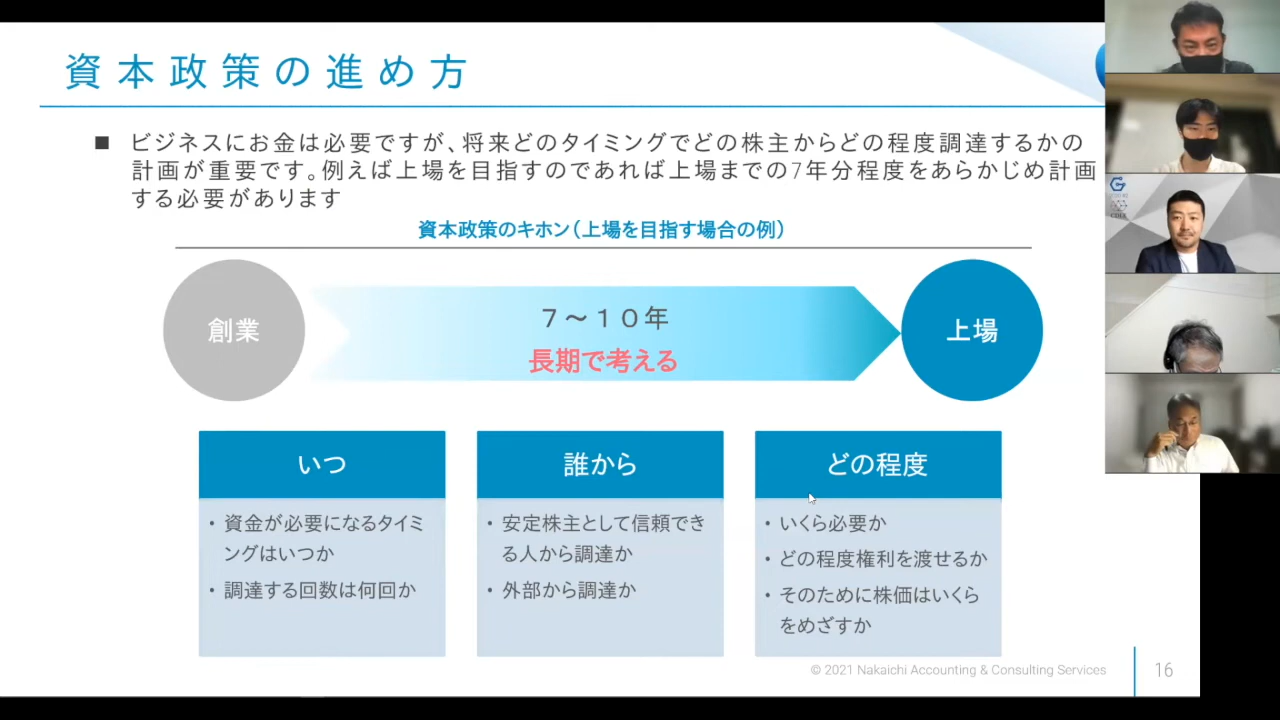 資本政策の進め方
■ ビジネスにお金は必要ですが、将来どのタイミングでどの株主からどの程度調達するかの
計画が重要です。例えば上場を目指すのであれば上場までの7年分程度をあらかじめ計画
する必要があります
資本政策のキホン（上場を目指す場合の例）
創業
７～１０年
長期で考える
上場
いつ
・資金が必要になるタイミ
ングはいつか
・調達する回数は何回か
誰から
・安定株主として信頼でき
る人から調達か
・外部から調達か
どの程度
・いくら必要か
・どの程度権利を渡せるか
・そのために株価はいくら
をめざすか
© 2021 Nakaichi Accounting & Consulting Services
16